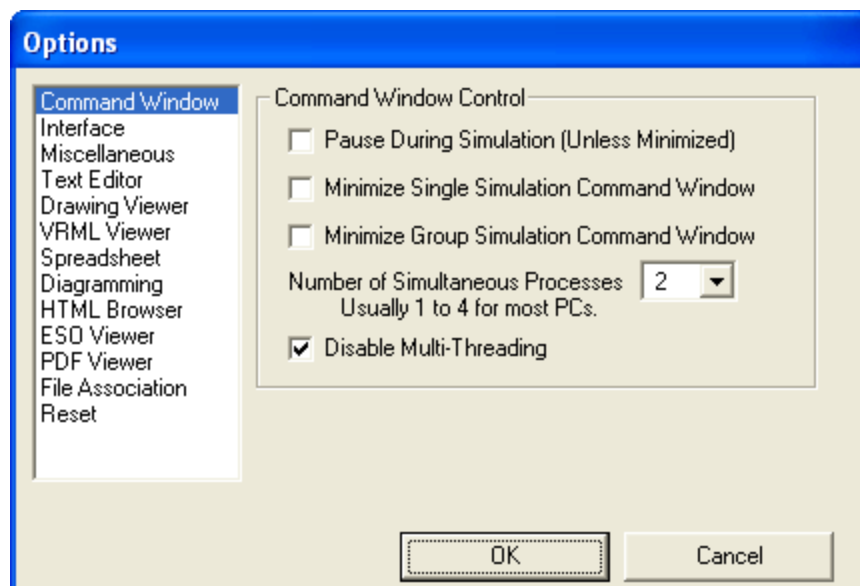 Options
Command Window
Interface
Miscellaneous
Text Editor
Drawing Viewer
VRML Viewer
Spreadsheet
Diagramming
HTML Browser
ESO Viewer
PDF Viewer
File Association
Reset
Command Window Control
Pause During Simulation (Unless Minimized)
Minimize Single Simulation Command Window
Minimize Group Simulation Command Window
Number of Simultaneous Processes 2
Usually 1 to 4 for most PCs.
Disable Multi-Threading
OK Cancel